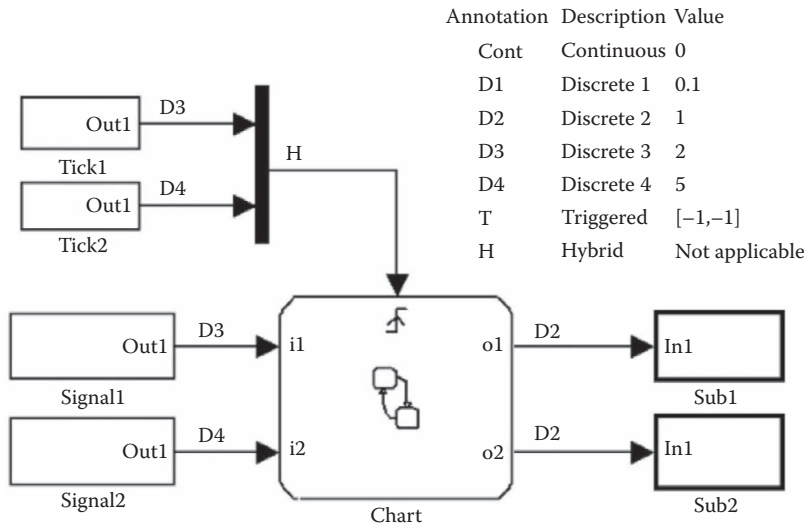 Annotation Description Value
Cont Continuous 0
D1 Discrete 1 0.1
D2 Discrete 2 1
D3 Discrete 3 2
D4 Discrete 4 5
T Triggered [−1,−1]
H Hybrid Not applicable
Out1 D3
Tick1
Out1 D4
Tick2
H
Out1 D3 i1
Signal1
Out1 D4 i2
Signal2
o1 D2 In1
Sub1
o2 D2 In1
Sub2
Chart